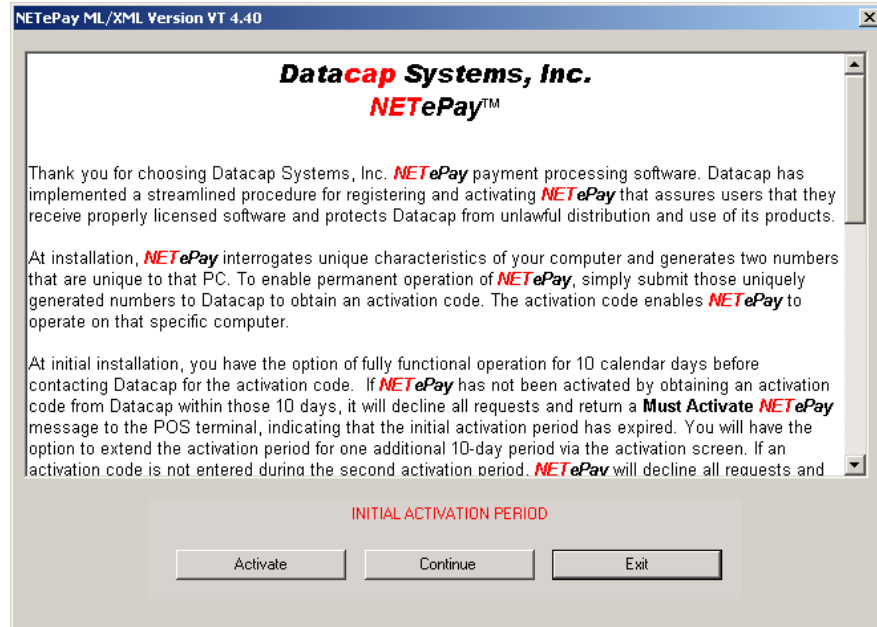 NETePay ML/XML Version VT 4.40
Datacap Systems, Inc.
NETePay™
Thank you for choosing Datacap Systems, Inc. NETePay payment processing software. Datacap has
implemented a streamlined procedure for registering and activating NETePay that assures users that they
receive properly licensed software and protects Datacap from unlawful distribution and use of its products.
At installation, NETePay interrogates unique characteristics of your computer and generates two numbers
that are unique to that PC. To enable permanent operation of NETePay, simply submit those uniquely
generated numbers to Datacap to obtain an activation code. The activation code enables NETePay to
operate on that specific computer.
At initial installation, you have the option of fully functional operation for 10 calendar days before
contacting Datacap for the activation code.  If NETePay has not been activated by obtaining an activation
code from Datacap within those 10 days, it will decline all requests and return a Must Activate NETePay
message to the POS terminal, indicating that the initial activation period has expired. You will have the
option to extend the activation period for one additional 10-day period via the activation screen. If an
activation code is not entered during the second activation period, NETePay will decline all requests and
INITIAL ACTIVATION PERIOD
Activate
Continue
Exit